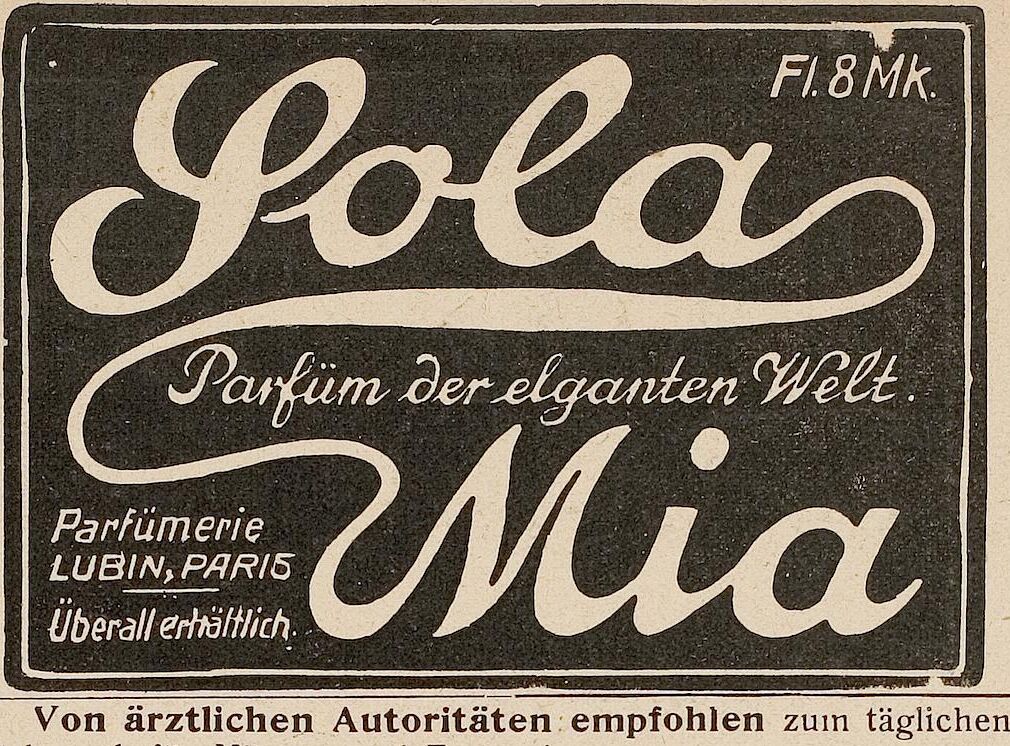 Sola
Fl. 8 Mk.
Parfüm der elganten Welt.
Mia
Parfümerie
LUBIN, PARIS
Überall erhältlich.
Von ärztlichen Autoritäten empfohlen zum täglichen